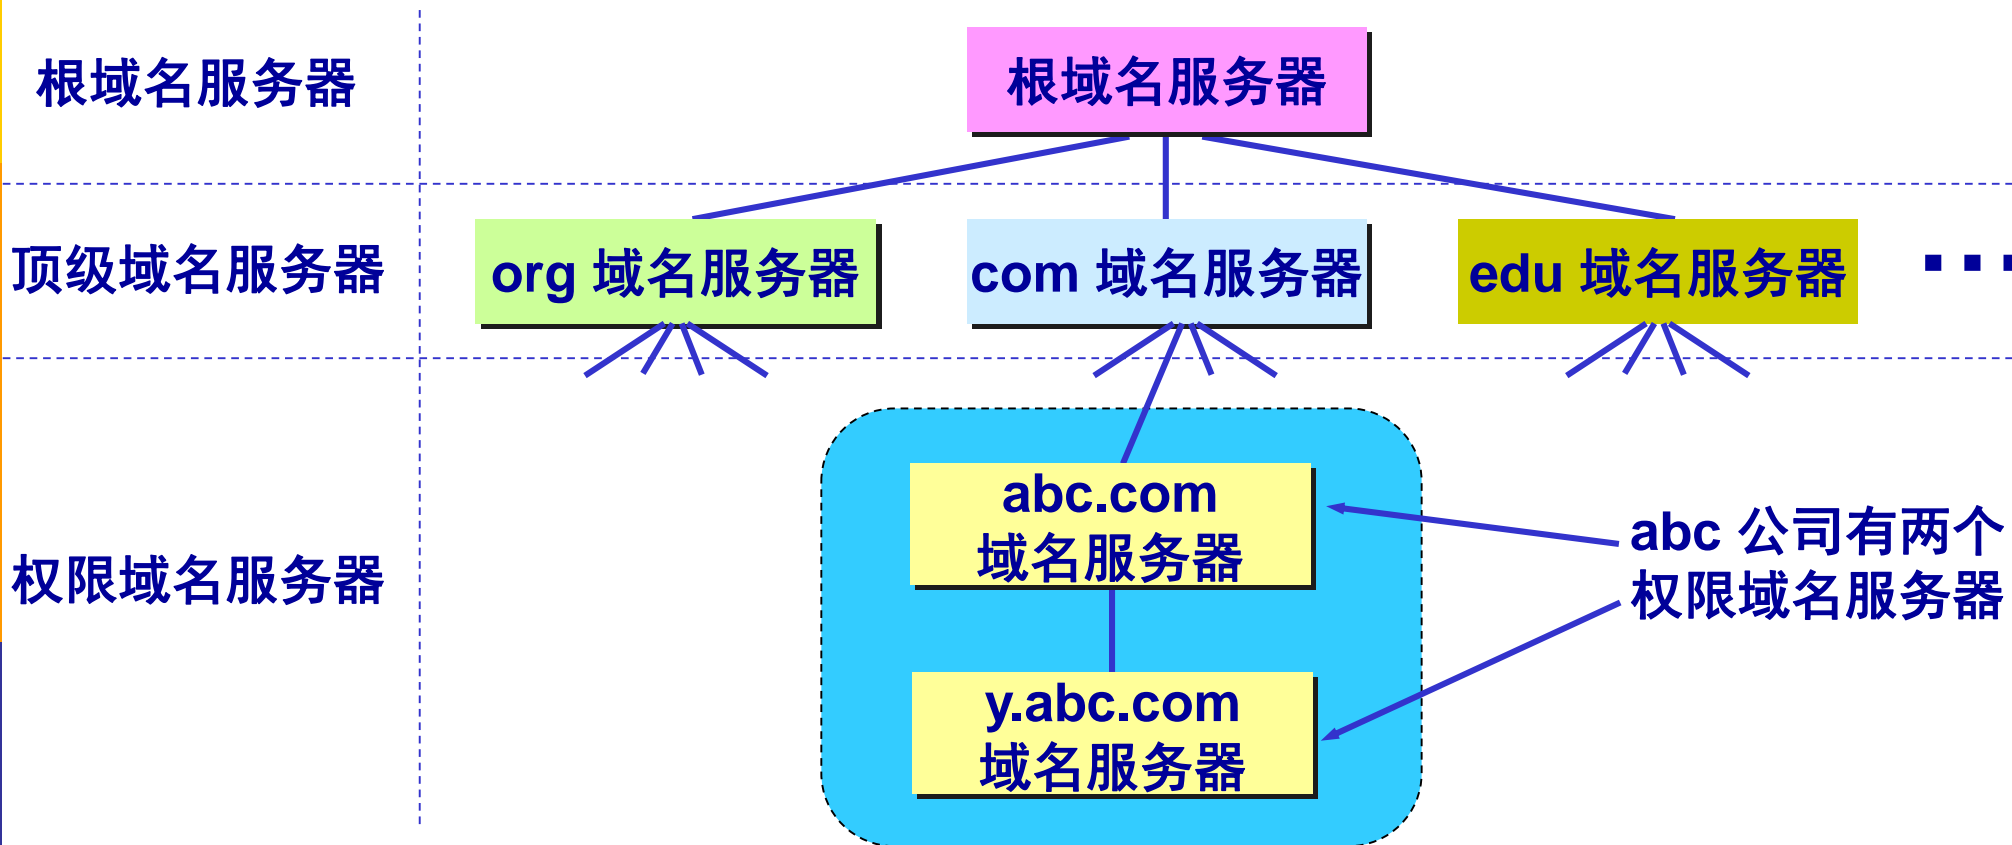 根域名服务器
根域名服务器
顶级域名服务器
org 域名服务器
com 域名服务器
edu 域名服务器
…
权限域名服务器
abc.com
域名服务器
y.abc.com
域名服务器
abc 公司有两个
权限域名服务器